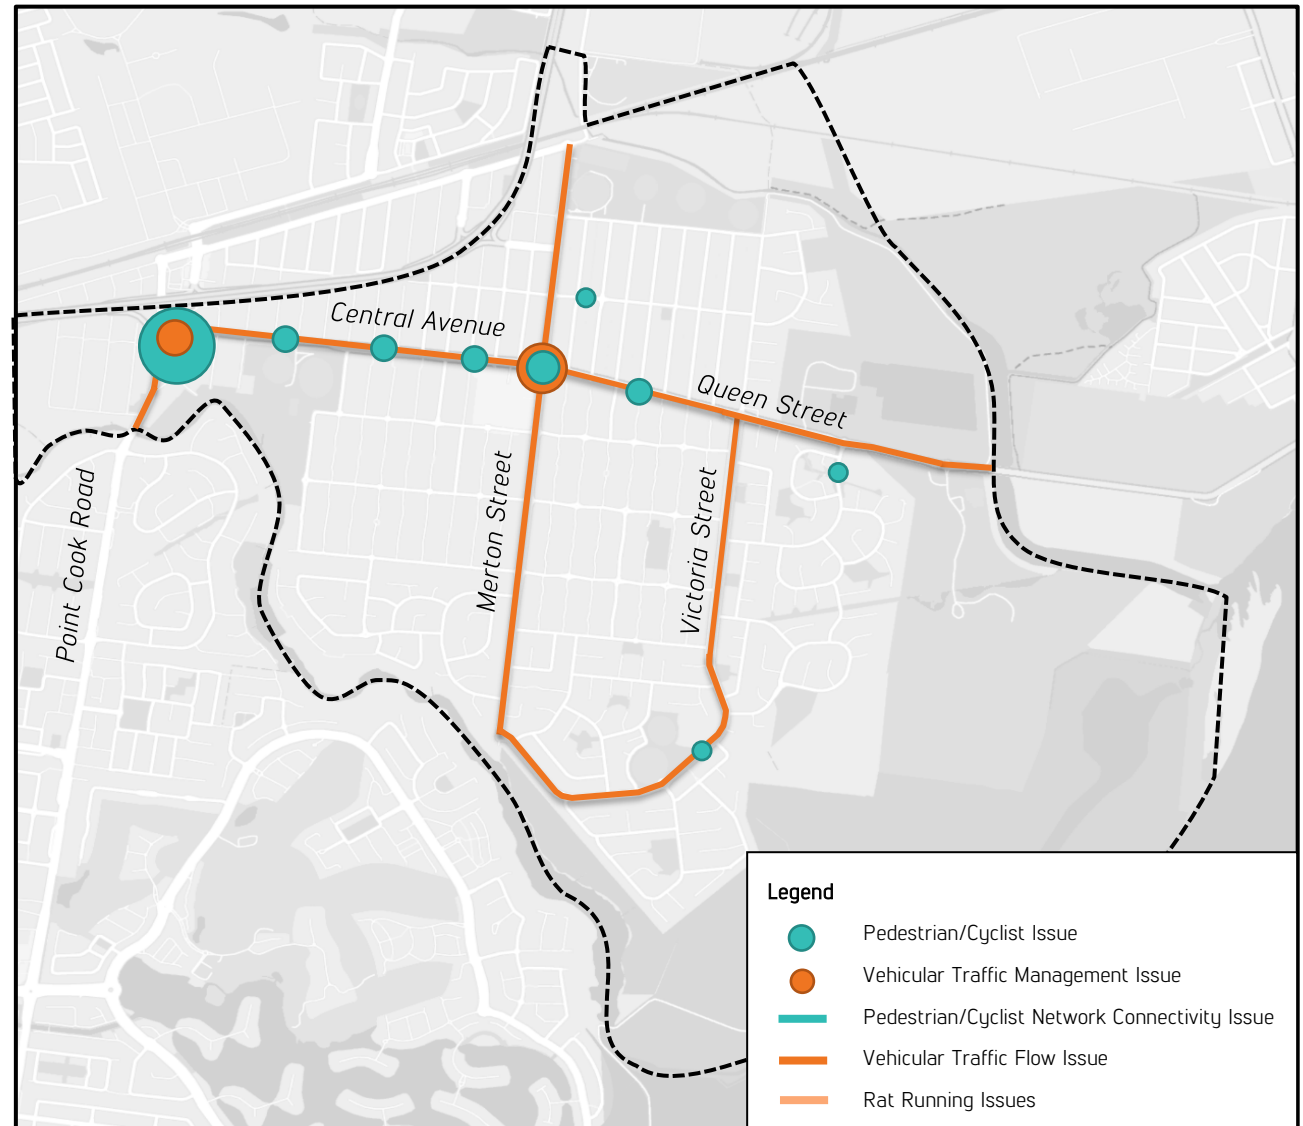 Central Avenue
Queen Street
Merton Street
Victoria Street
Point Cook Road
Legend
Pedestrian/Cyclist Issue
Vehicular Traffic Management Issue
Pedestrian/Cyclist Network Connectivity Issue
Vehicular Traffic Flow Issue
Rat Running Issues